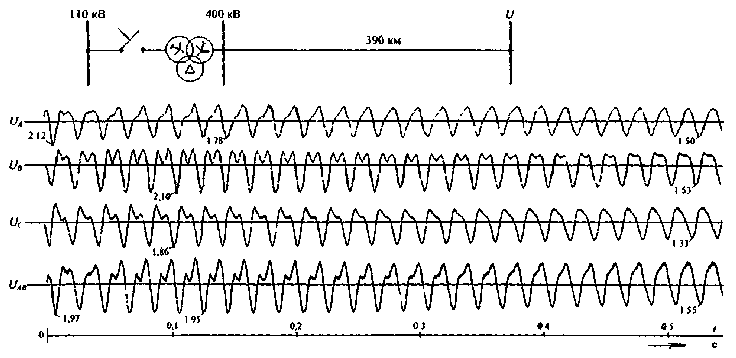 110 кВ
400 кВ
U
390 км
U_A
2,12
1,78
1,50
U_B
2,10
1,53
U_C
1,86
1,33
U_AB
1,97
1,95
1,55
0
0,1
0,2
0,3
0,4
0,5
t
c